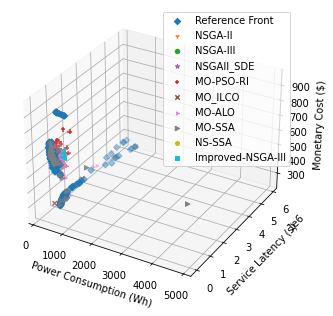 Reference Front
NSGA-II
NSGA-III
NSGAII_SDE
MO-PSO-RI
MO_ILCO
MO-ALO
MO-SSA
NS-SSA
Improved-NSGA-III
900
800
700
600
500
400
300
Monetary Cost ($)
0
1000
2000
3000
4000
5000
Power Consumption (Wh)
0
1
2
3
4
5
6
1e6
Service Latency (s)